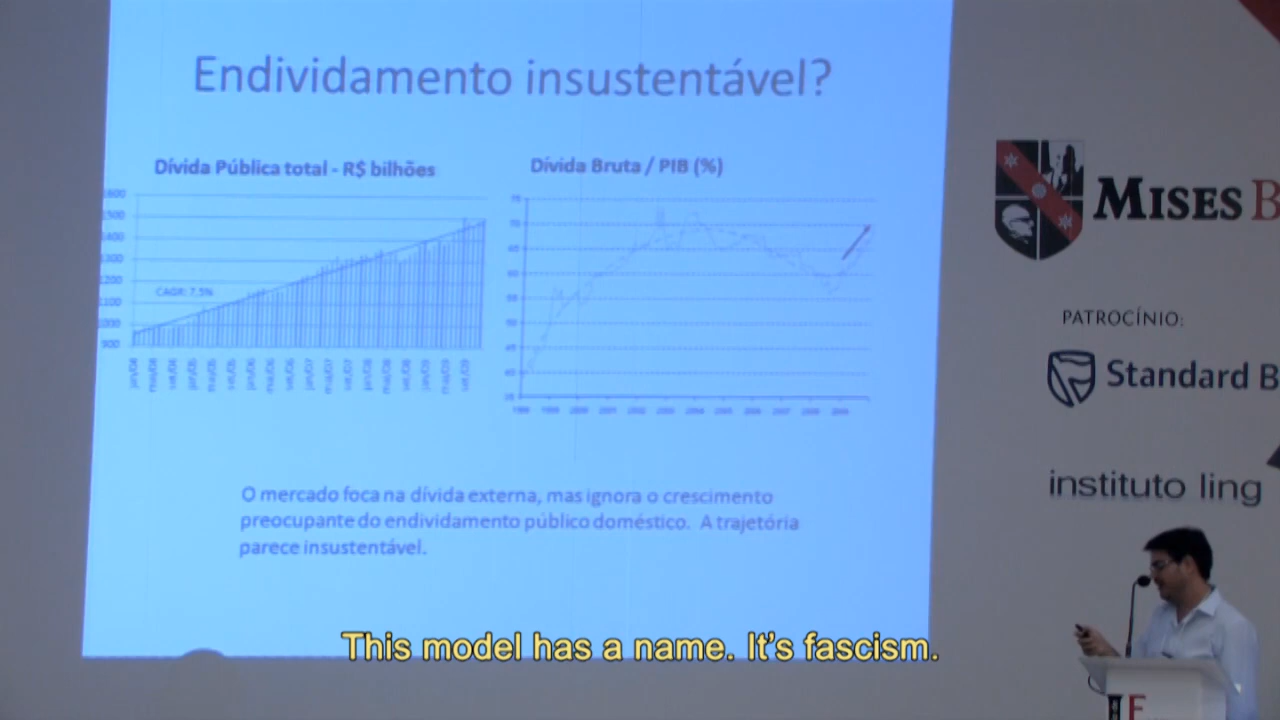 Endividamento insustentável?
Dívida Pública total - R$ bilhões
Dívida Bruta / PIB (%)
CAGR: 7.5%
O mercado foca na dívida externa, mas ignora o crescimento
preocupante do endividamento público doméstico. A trajetória
parece insustentável.
MISES B
PATROCÍNIO:
Standard B
instituto ling
This model has a name. It's fascism.